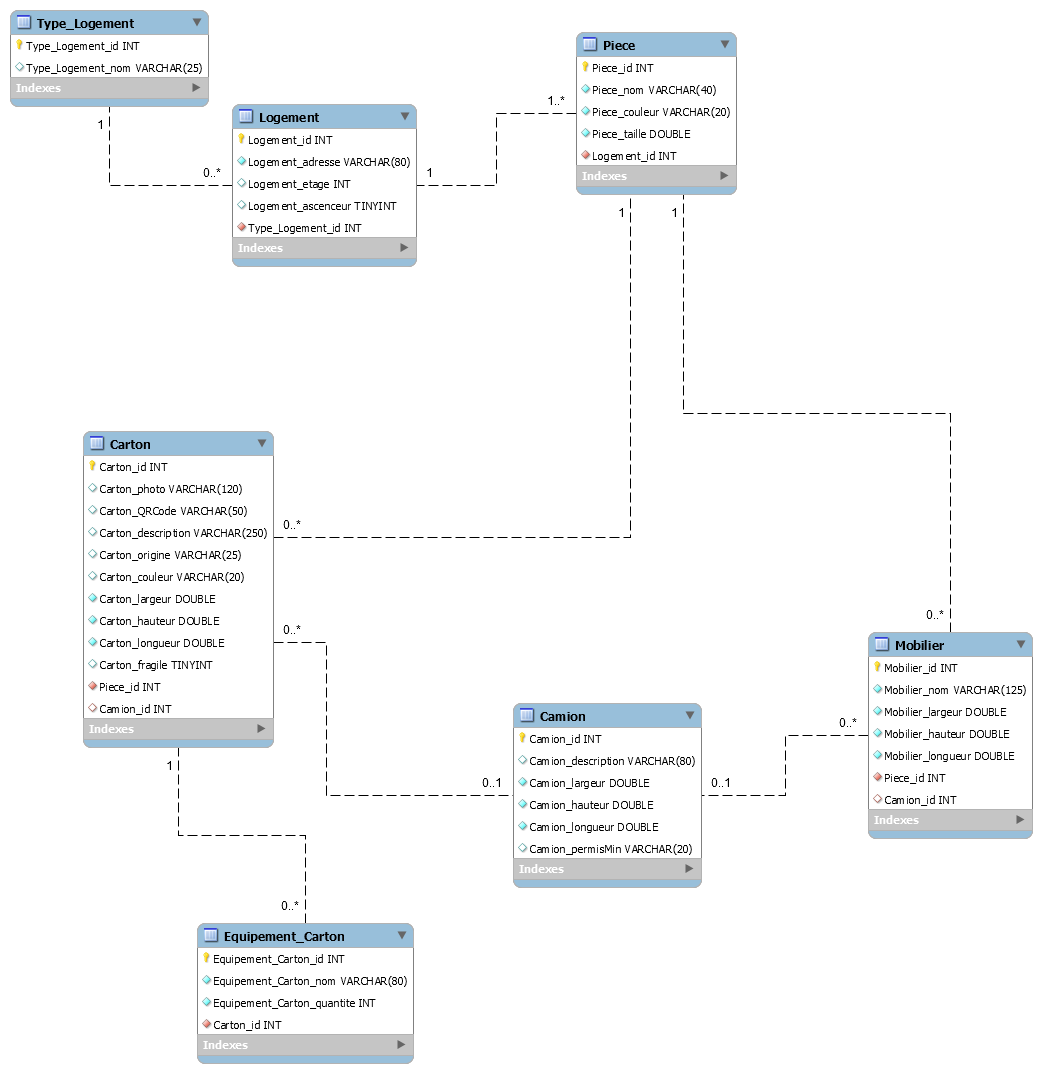 Type_Logement
Type_Logement_id INT
Type_Logement_nom VARCHAR(25)
Indexes
1
0..*
Logement
Logement_id INT
Logement_adresse VARCHAR(80)
Logement_etage INT
Logement_ascenceur TINYINT
Type_Logement_id INT
Indexes
1
1..*
Piece
Piece_id INT
Piece_nom VARCHAR(40)
Piece_couleur VARCHAR(20)
Piece_taille DOUBLE
Logement_id INT
Indexes
1
1
Carton
Carton_id INT
Carton_photo VARCHAR(120)
Carton_QRCode VARCHAR(50)
Carton_description VARCHAR(250)
Carton_origine VARCHAR(25)
Carton_couleur VARCHAR(20)
Carton_largeur DOUBLE
Carton_hauteur DOUBLE
Carton_longueur DOUBLE
Carton_fragile TINYINT
Piece_id INT
Camion_id INT
Indexes
0..*
0..*
1
0..1
Camion
Camion_id INT
Camion_description VARCHAR(80)
Camion_largeur DOUBLE
Camion_hauteur DOUBLE
Camion_longueur DOUBLE
Camion_permisMin VARCHAR(20)
Indexes
0..1
0..*
0..*
Mobilier
Mobilier_id INT
Mobilier_nom VARCHAR(125)
Mobilier_largeur DOUBLE
Mobilier_hauteur DOUBLE
Mobilier_longueur DOUBLE
Piece_id INT
Camion_id INT
Indexes
0..*
Equipement_Carton
Equipement_Carton_id INT
Equipement_Carton_nom VARCHAR(80)
Equipement_Carton_quantite INT
Carton_id INT
Indexes